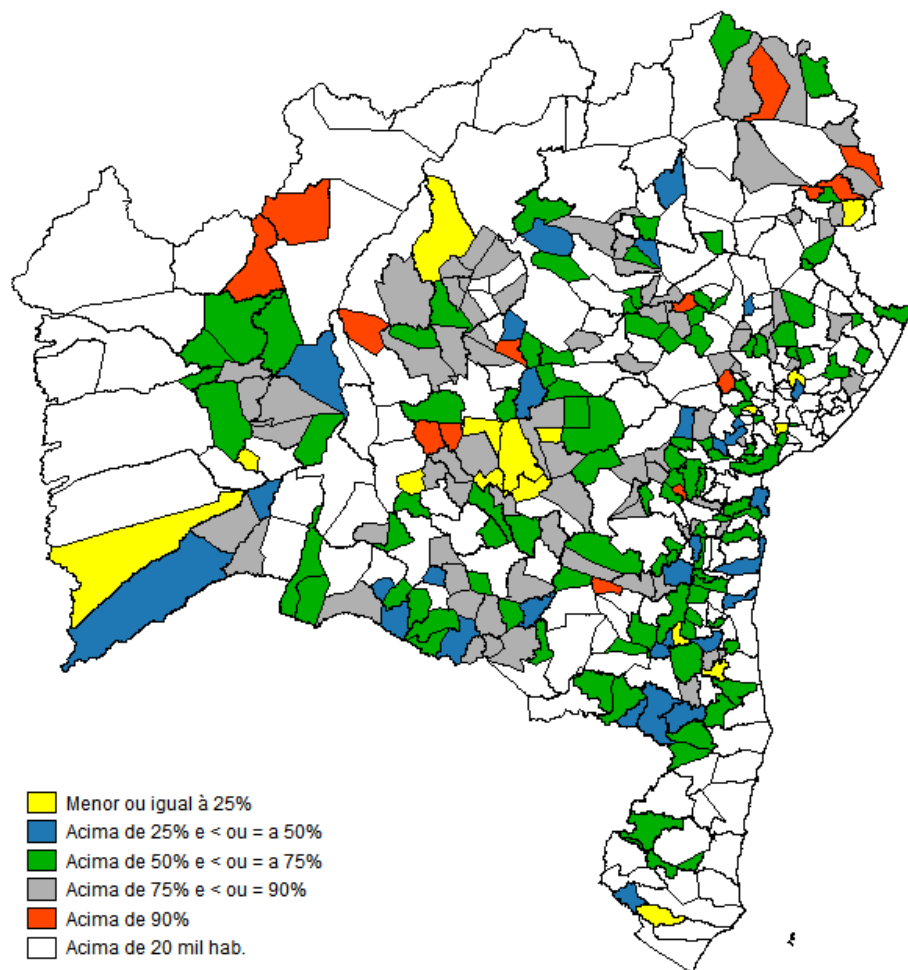 Menor ou igual à 25%
Acima de 25% e < ou = a 50%
Acima de 50% e < ou = a 75%
Acima de 75% e < ou = 90%
Acima de 90%
Acima de 20 mil hab.